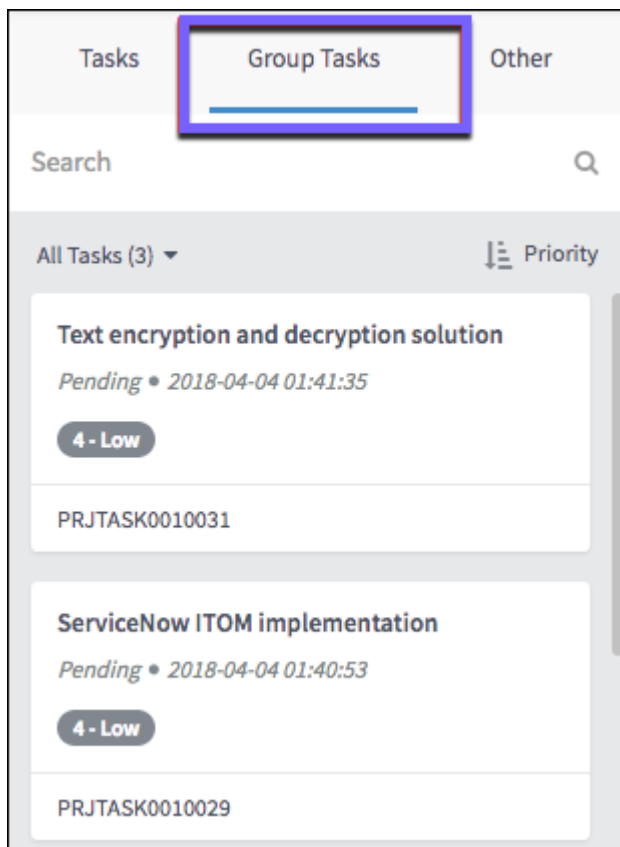 Tasks Group Tasks Other
Search
All Tasks (3) Priority
Text encryption and decryption solution
Pending • 2018-04-04 01:41:35
4 - Low
PRJTASK0010031
ServiceNow ITOM implementation
Pending • 2018-04-04 01:40:53
4 - Low
PRJTASK0010029